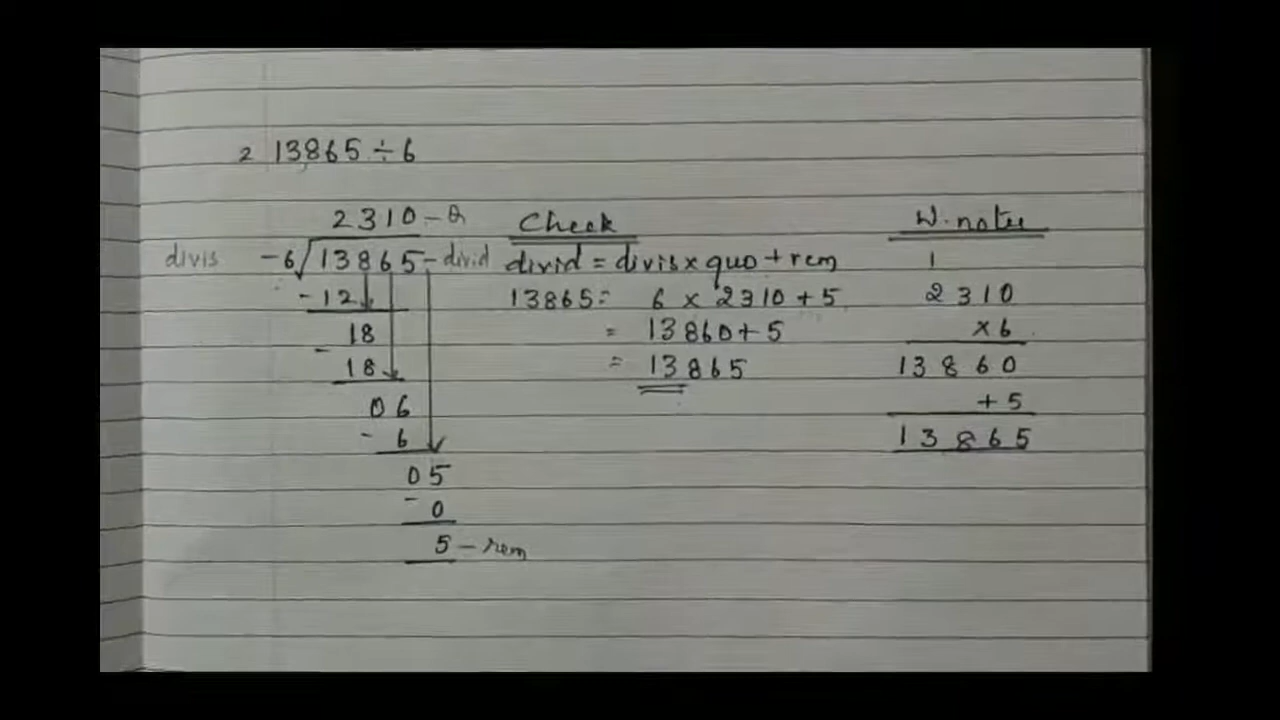 2 13865 ÷ 6
2310 - Q
divis - 6 13865 - divid
- 12
18
- 18
06
- 6
05
- 0
5 - rem
Check
divid = divis x quo + rem
13865 = 6 x 2310 + 5
= 13860 + 5
= 13865
W. notes
1
2310
x 6
13860
+ 5
13865